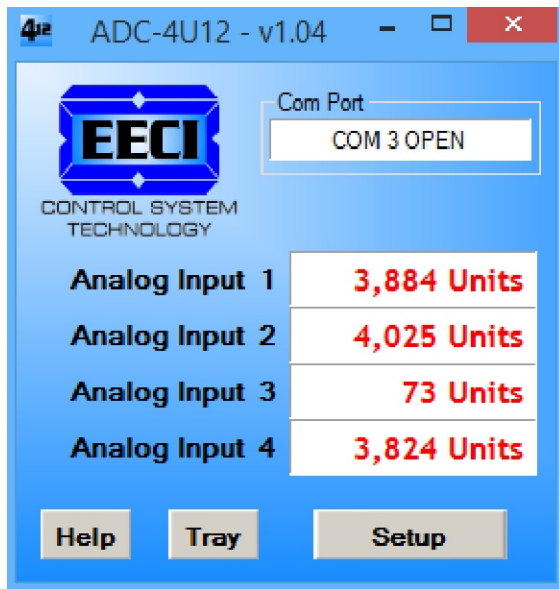 412 ADC-4U12 - v1.04
Com Port
COM 3 OPEN
EECI
CONTROL SYSTEM
TECHNOLOGY
Analog Input 1 3,884 Units
Analog Input 2 4,025 Units
Analog Input 3 73 Units
Analog Input 4 3,824 Units
Help Tray Setup